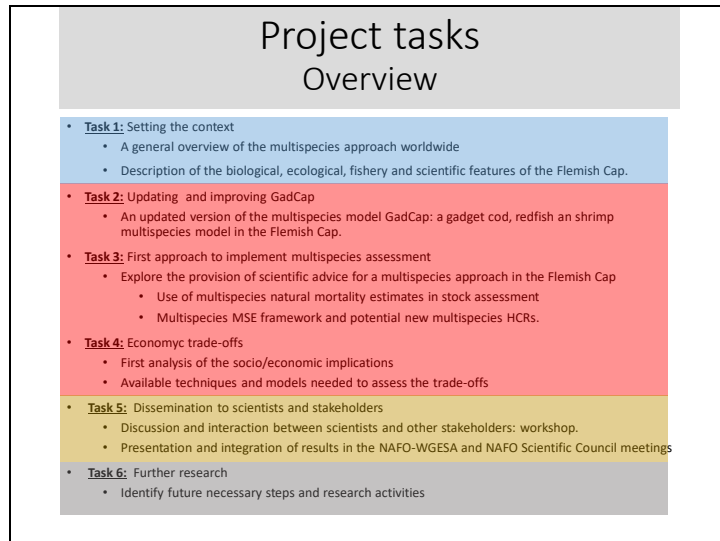 Project tasks
Overview
• Task 1: Setting the context
• A general overview of the multispecies approach worldwide
• Description of the biological, ecological, fishery and scientific features of the Flemish Cap.
• Task 2: Updating and improving GadCap
• An updated version of the multispecies model GadCap: a gadget cod, redfish an shrimp
multispecies model in the Flemish Cap.
• Task 3: First approach to implement multispecies assessment
• Explore the provision of scientific advice for a multispecies approach in the Flemish Cap
• Use of multispecies natural mortality estimates in stock assessment
• Multispecies MSE framework and potential new multispecies HCRs.
• Task 4: Economyc trade-offs
• First analysis of the socio/economic implications
• Available techniques and models needed to assess the trade-offs
• Task 5: Dissemination to scientists and stakeholders
• Discussion and interaction between scientists and other stakeholders: workshop.
• Presentation and integration of results in the NAFO-WGESA and NAFO Scientific Council meetings
• Task 6: Further research
• Identify future necessary steps and research activities